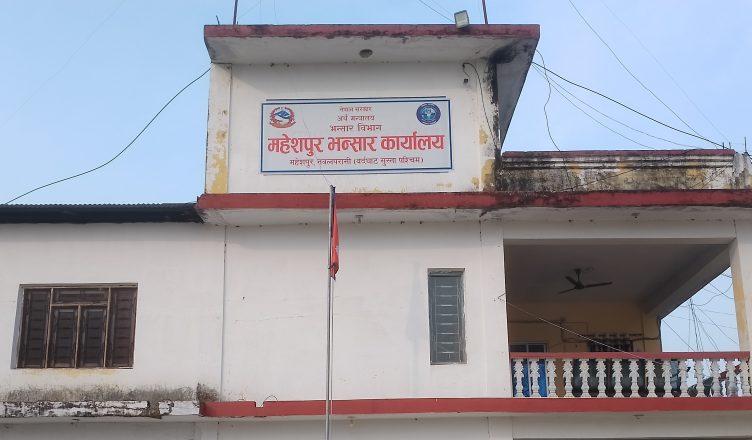 नेपाल सरकार
अर्थ मन्त्रालय
भन्सार विभाग
महेशपुर भन्सार कार्यालय
महेशपुर, नवलपरासी (बर्दघाट सुस्ता पश्चिम)